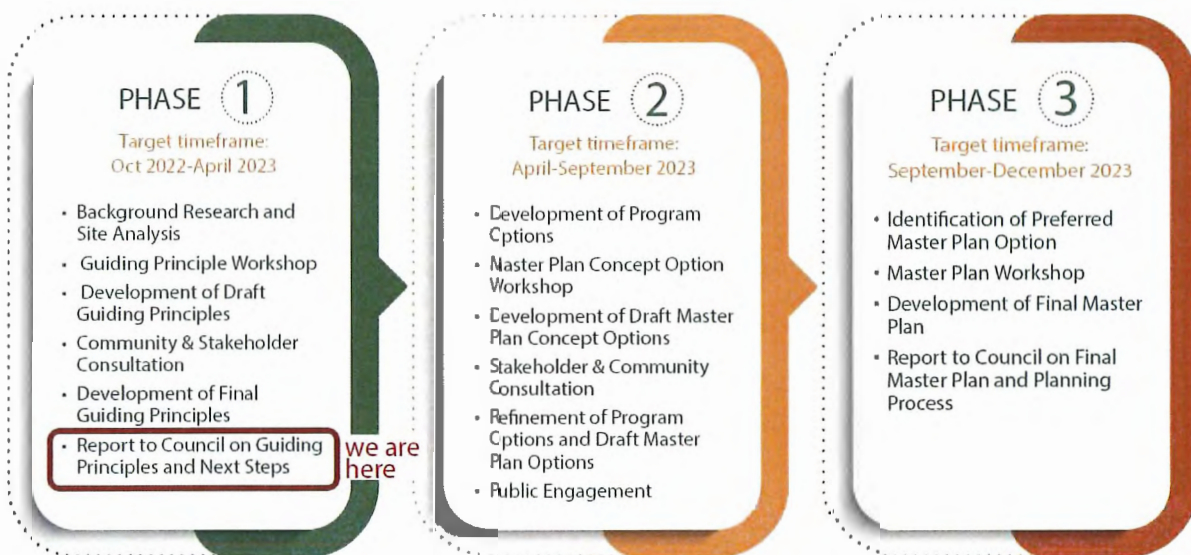 PHASE 1
Target timeframe:
Oct 2022-April 2023
• Background Research and
Site Analysis
• Guiding Principle Workshop
• Development of Draft
Guiding Principles
• Community & Stakeholder
Consultation
• Development of Final
Guiding Principles
• Report to Council on Guiding
Principles and Next Steps
we are
here
PHASE 2
Target timeframe:
April-September 2023
• Development of Program
Options
• Master Plan Concept Option
Workshop
• Development of Draft Master
Plan Concept Options
• Stakeholder & Community
Consultation
• Refinement of Program
Options and Draft Master
Plan Options
• Public Engagement
PHASE 3
Target timeframe:
September-December 2023
• Identification of Preferred
Master Plan Option
• Master Plan Workshop
• Development of Final Master
Plan
• Report to Council on Final
Master Plan and Planning
Process